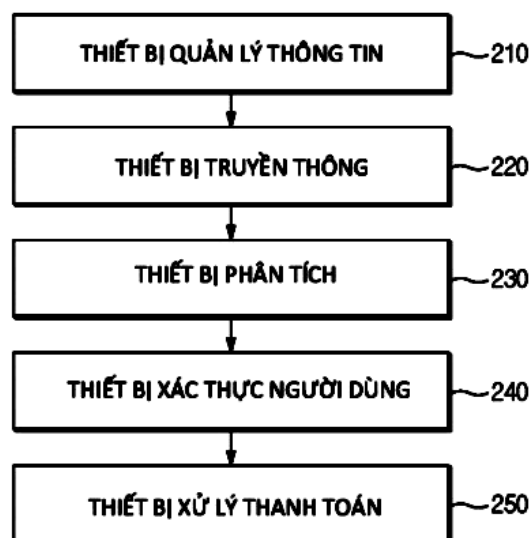 THIẾT BỊ QUẢN LÝ THÔNG TIN 210
THIẾT BỊ TRUYỀN THÔNG 220
THIẾT BỊ PHÂN TÍCH 230
THIẾT BỊ XÁC THỰC NGƯỜI DÙNG 240
THIẾT BỊ XỬ LÝ THANH TOÁN 250